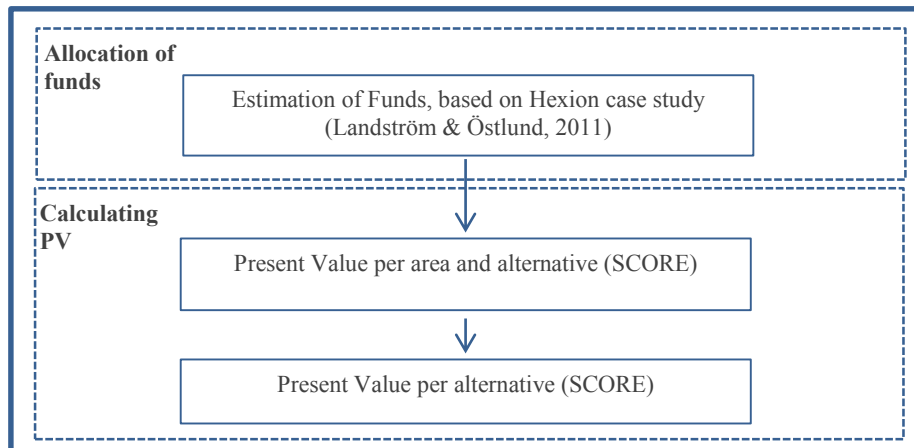 Allocation of
funds
Estimation of Funds, based on Hexion case study
(Landström & Östlund, 2011)
Calculating
PV
Present Value per area and alternative (SCORE)
Present Value per alternative (SCORE)